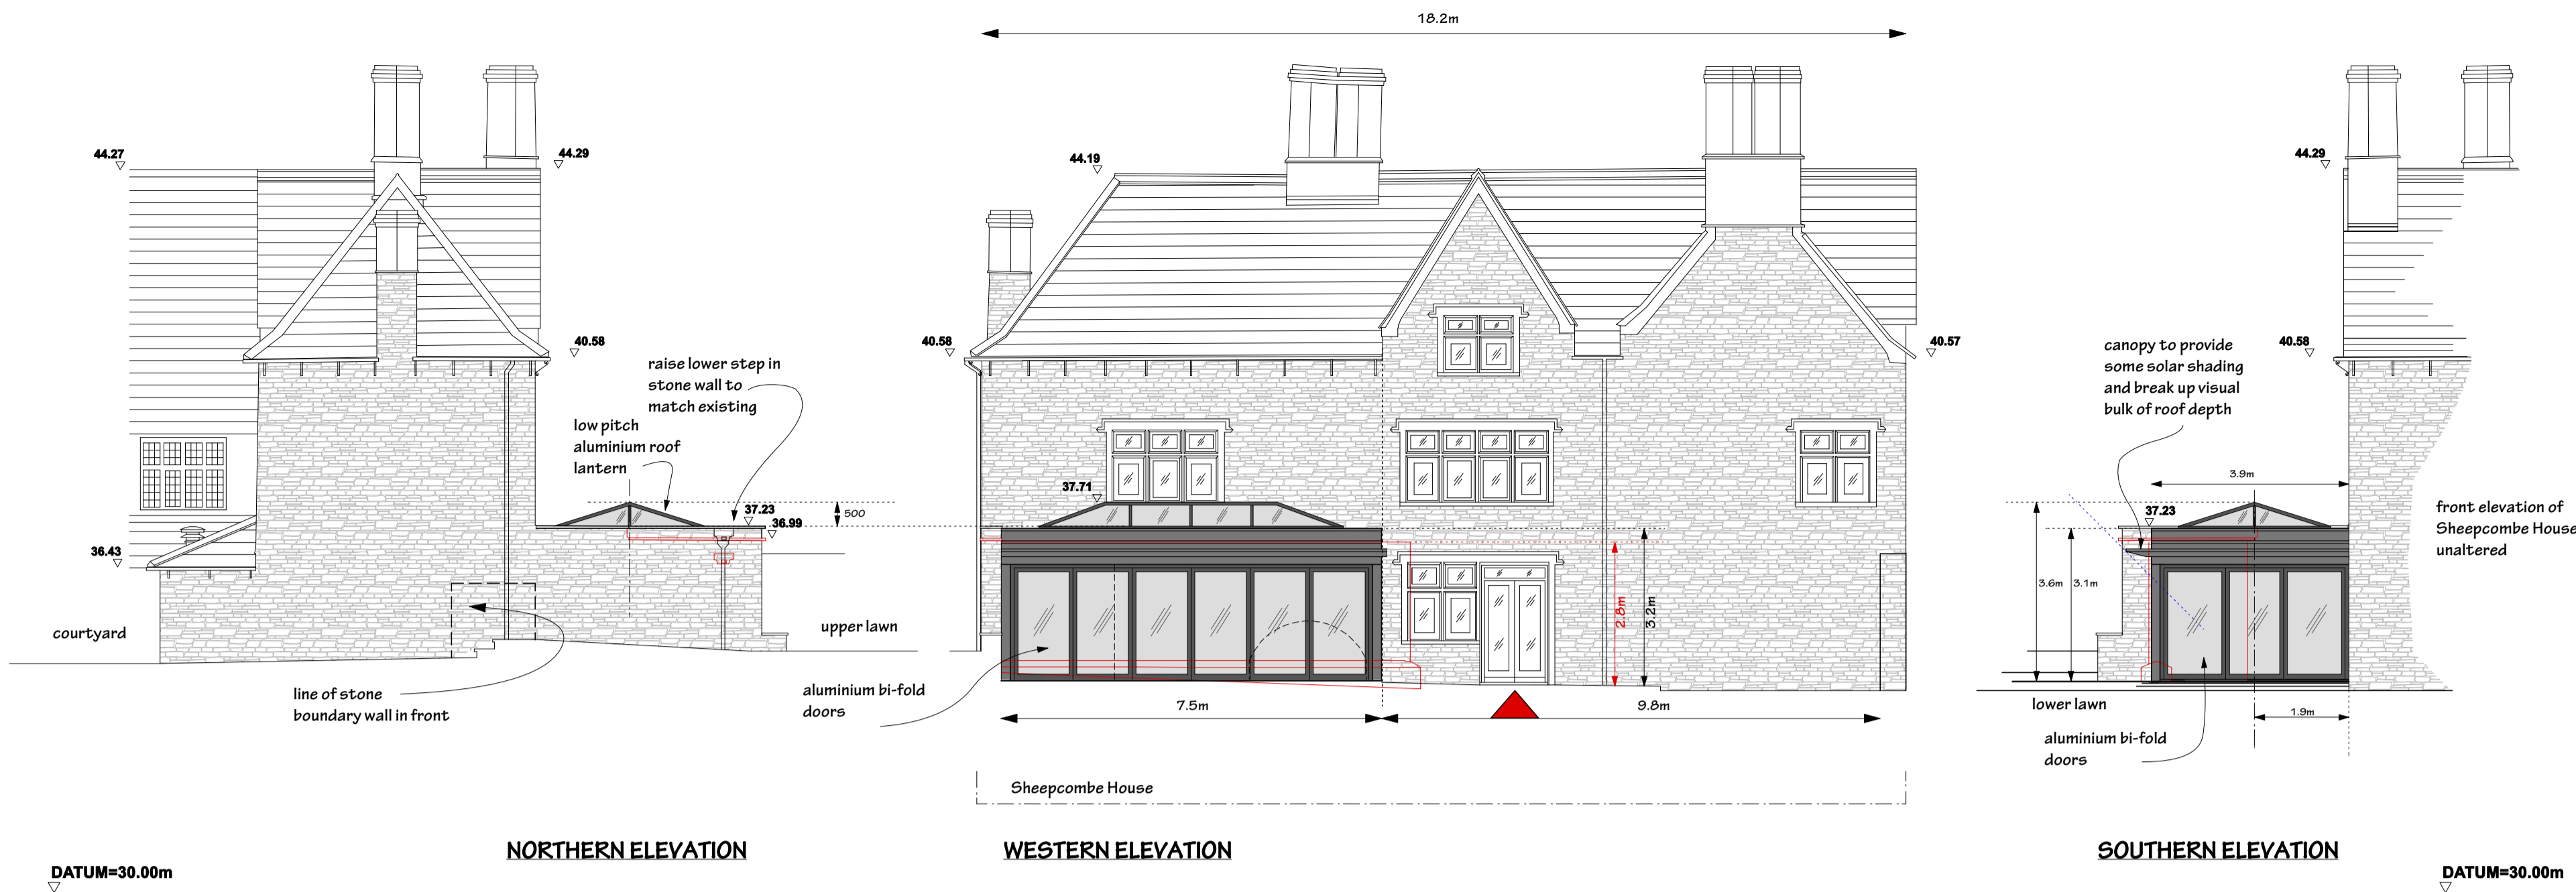 18.2m
44.27
44.29
40.58
36.43
raise lower step in
stone wall to
match existing
low pitch
aluminium roof
lantern
37.23
36.99
500
courtyard
upper lawn
line of stone
boundary wall in front
NORTHERN ELEVATION
DATUM=30.00m
44.19
40.58
40.57
37.71
2.8m
3.2m
aluminium bi-fold
doors
7.5m
9.8m
Sheepcombe House
WESTERN ELEVATION
44.29
40.58
canopy to provide
some solar shading
and break up visual
bulk of roof depth
3.9m
37.23
front elevation of
Sheepcombe House
unaltered
3.6m
3.1m
lower lawn
1.9m
aluminium bi-fold
doors
SOUTHERN ELEVATION
DATUM=30.00m